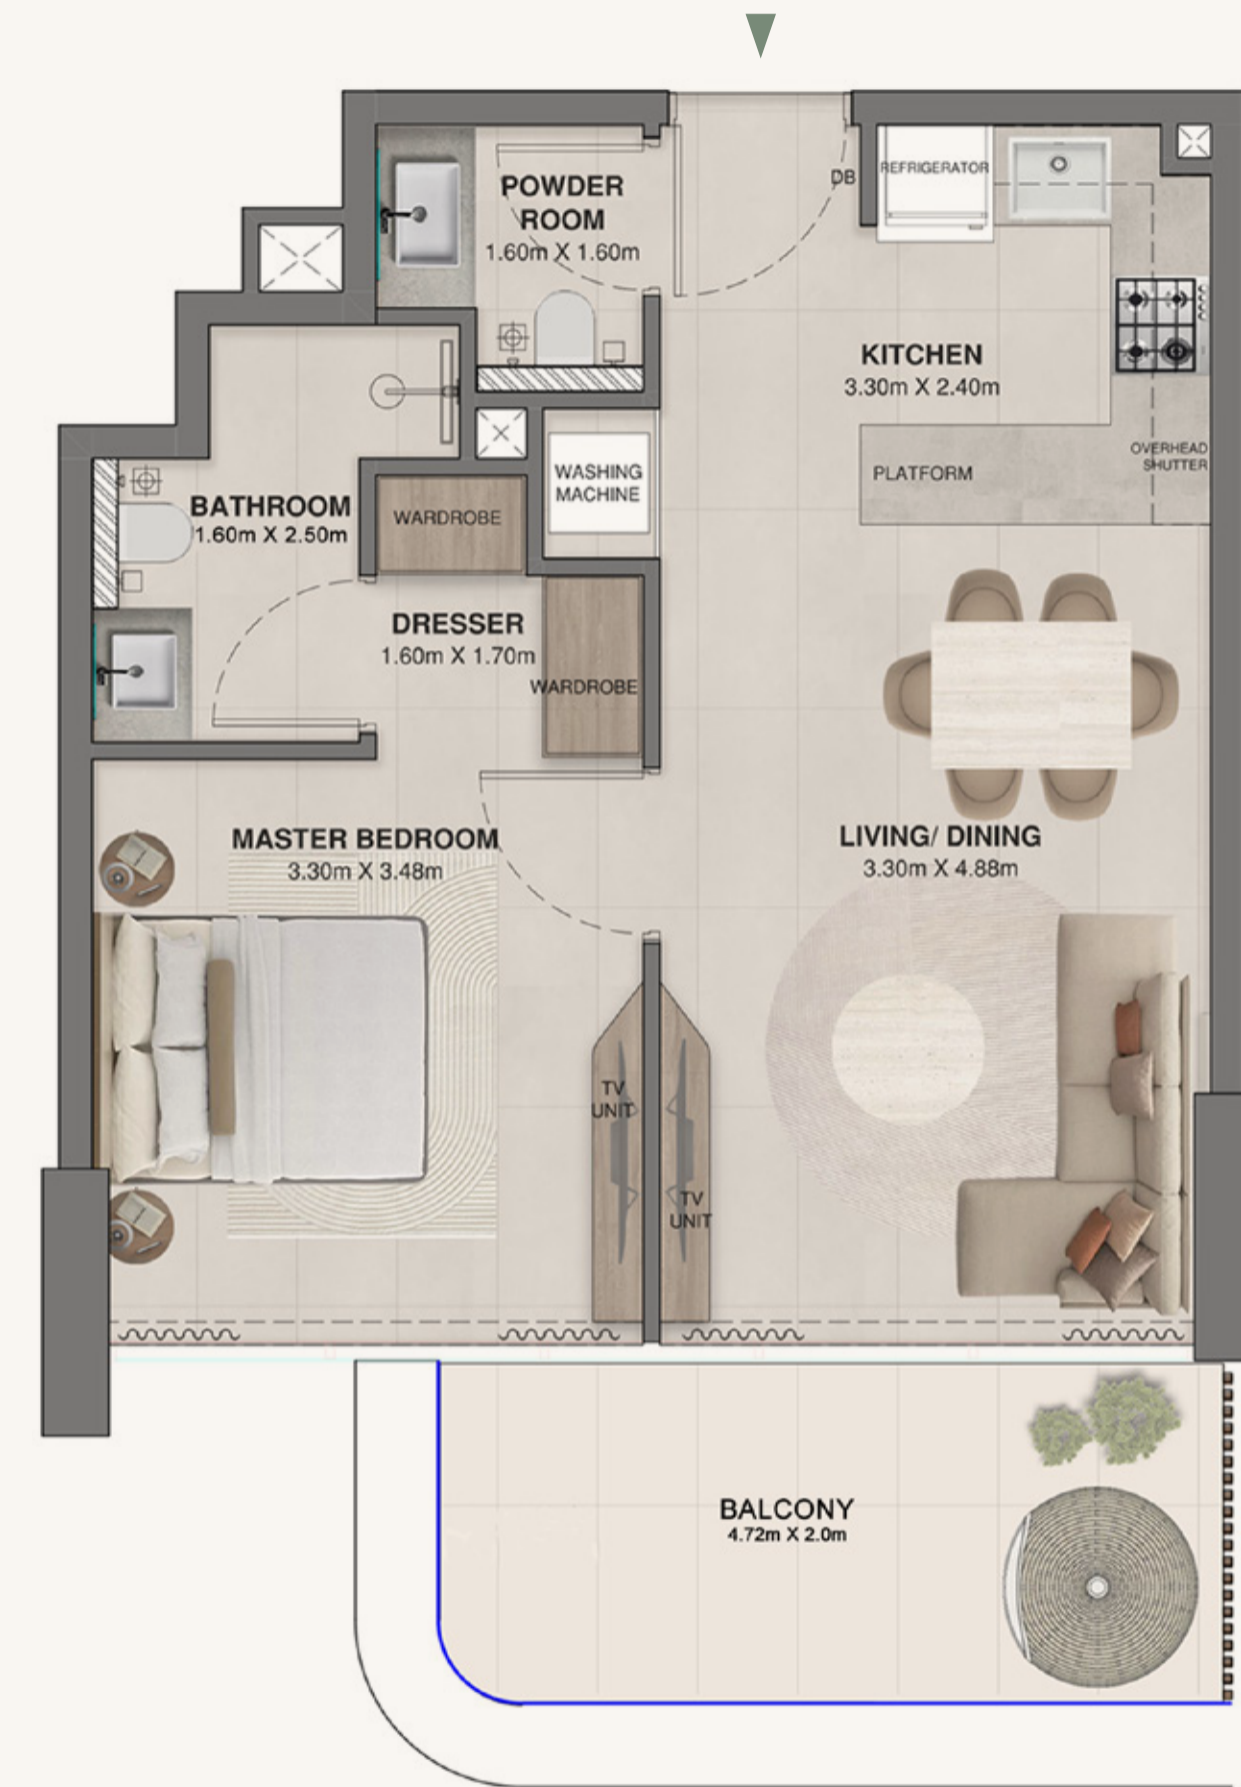 POWDER
ROOM
1.60m X 1.60m
DB
REFRIGERATOR
KITCHEN
3.30m X 2.40m
OVERHEAD
SHUTTER
PLATFORM
WASHING
MACHINE
WARDROBE
BATHROOM
1.60m X 2.50m
DRESSER
1.60m X 1.70m
WARDROBE
MASTER BEDROOM
3.30m X 3.48m
LIVING/ DINING
3.30m X 4.88m
TV
UNIT
TV
UNIT
BALCONY
4.72m X 2.0m